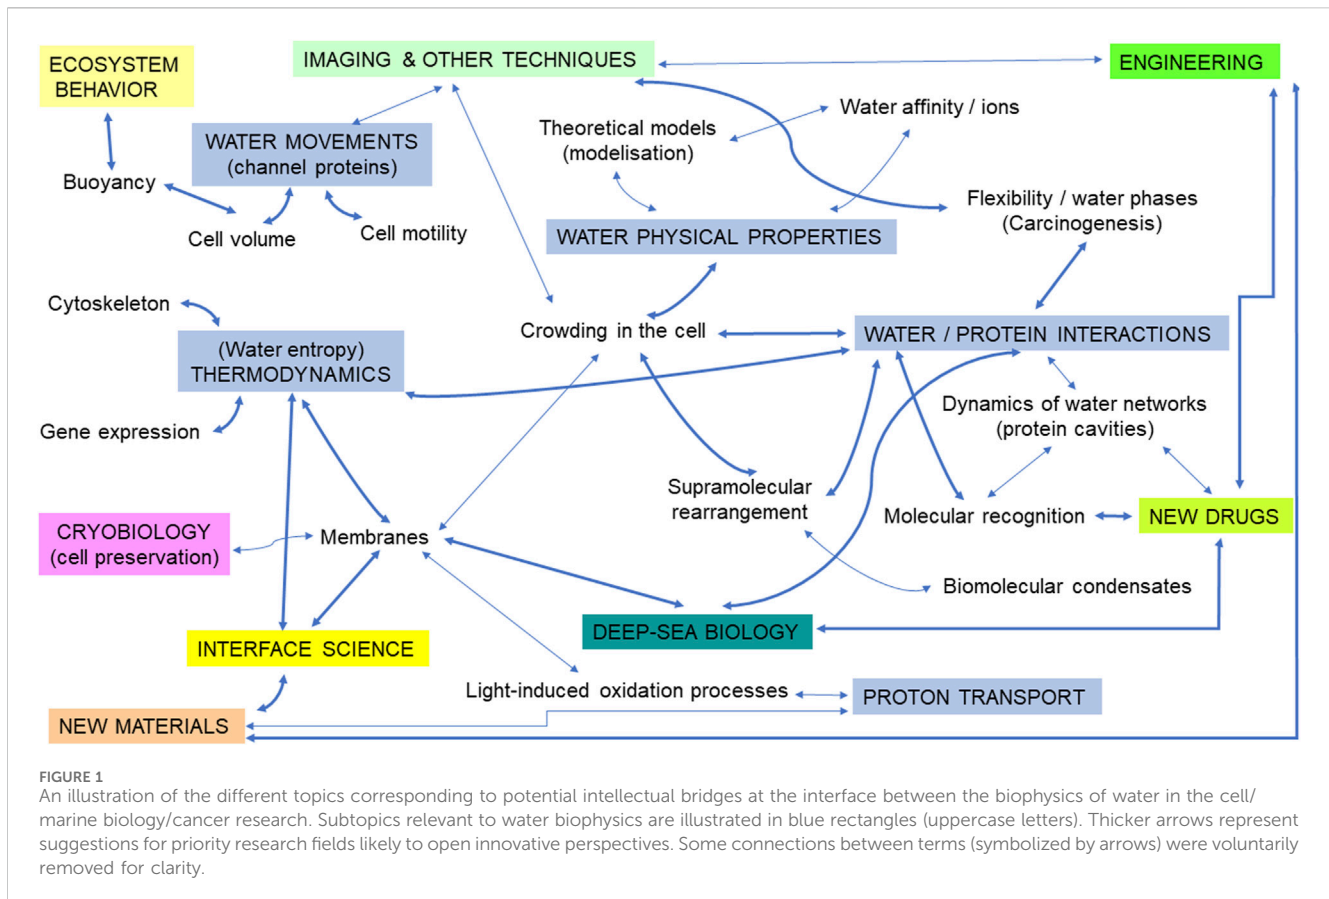 ECOSYSTEM
BEHAVIOR
IMAGING & OTHER TECHNIQUES
ENGINEERING
WATER MOVEMENTS
(channel proteins)
Theoretical models
(modelisation)
Water affinity / ions
Buoyancy
Cell volume
Cell motility
WATER PHYSICAL PROPERTIES
Flexibility / water phases
(Carcinogenesis)
Cytoskeleton
(Water entropy)
THERMODYNAMICS
Crowding in the cell
WATER / PROTEIN INTERACTIONS
Gene expression
Dynamics of water networks
(protein cavities)
Supramolecular
rearrangement
Molecular recognition
NEW DRUGS
CRYOBIOLOGY
(cell preservation)
Membranes
Biomolecular condensates
INTERFACE SCIENCE
DEEP-SEA BIOLOGY
Light-induced oxidation processes
PROTON TRANSPORT
NEW MATERIALS
FIGURE 1
An illustration of the different topics corresponding to potential intellectual bridges at the interface between the biophysics of water in the cell/
marine biology/cancer research. Subtopics relevant to water biophysics are illustrated in blue rectangles (uppercase letters). Thicker arrows represent
suggestions for priority research fields likely to open innovative perspectives. Some connections between terms (symbolized by arrows) were voluntarily
removed for clarity.